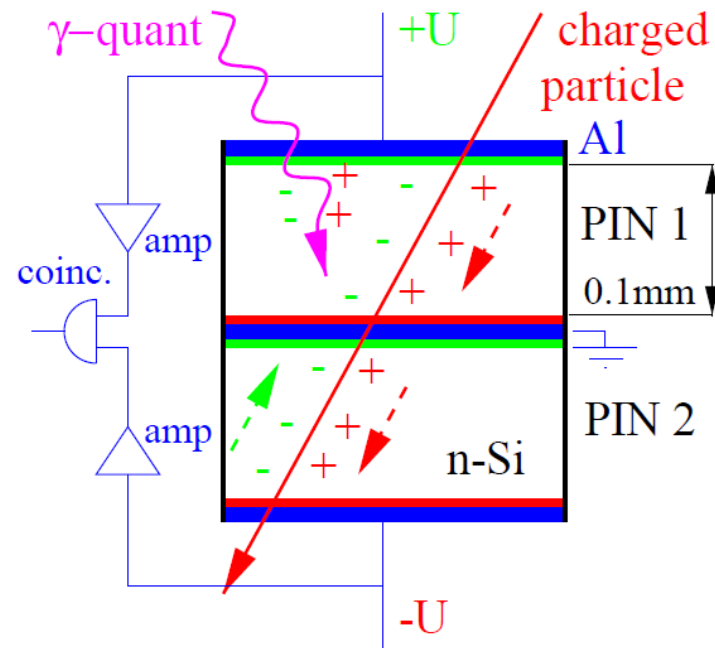 γ-quant
+U
charged
particle
Al
amp
PIN 1
coinc.
0.1mm
amp
PIN 2
n-Si
-U